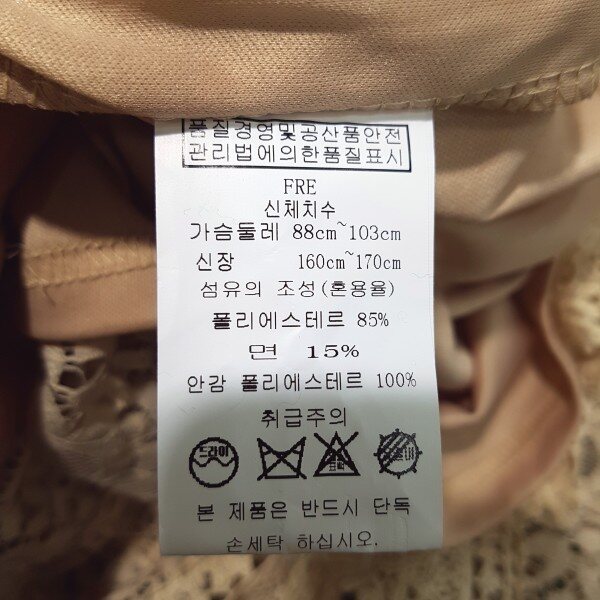 품질경영및공산품안전
관리법에의한품질표시
FRE
신체치수
가슴둘레 88cm~103cm
신장 160cm~170cm
섬유의 조성(혼용율)
폴리에스테르 85%
면 15%
안감 폴리에스테르 100%
취급주의
드라이
본 제품은 반드시 단독
손세탁 하십시오.